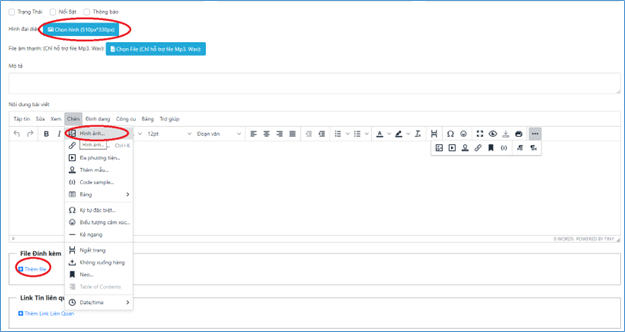 Trạng Thái Nổi Bật Thông báo
Hình đại diện Chọn hình (510px*330px)
File âm thanh: (Chỉ hỗ trợ file Mp3. Wav): Chọn File (Chỉ hỗ trợ file Mp3. Wav):
Mô tả
Nội dung bài viết
Tập tin Sửa Xem Chèn Định dạng Công cụ Bảng Trợ giúp
B I 12pt Đoạn văn
Hình ảnh...
Hình ảnh... Ctrl+K
Đa phương tiện...
Thêm mẫu...
Code sample...
Bảng
Ký tự đặc biệt...
Biểu tượng cảm xúc...
Kẻ ngang
Ngắt trang
Không xuống hàng
Neo...
Table of Contents
Date/time
0 WORDS POWERED BY TINY
File Đính kèm
Thêm file
Link Tin liên qu
Thêm Link Liên Quan